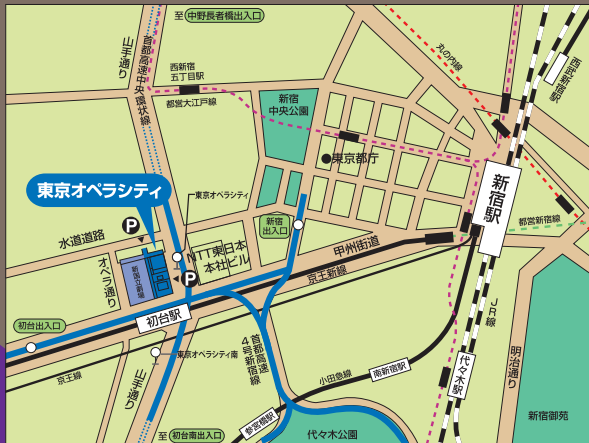 至 中野長者橋出入口
山手通り
首都高速中央環状線
西新宿
五丁目駅
都営大江戸線
丸の内線
西武新宿駅
新宿
中央公園
東京都庁
東京オペラシティ
東京オペラシティ
新宿駅
新宿
出入口
都営新宿線
P
水道道路
オペラ通り
NTT東日本
本社ビル
甲州街道
京王新線
新国立劇場
P
初台駅
初台出入口
JR線
首都高速
4号新宿線
東京オペラシティ南
明治通り
代々木駅
京王線
山手通り
小田急線
南新宿駅
参宮橋駅
新宿御苑
至 初台南出入口
代々木公園